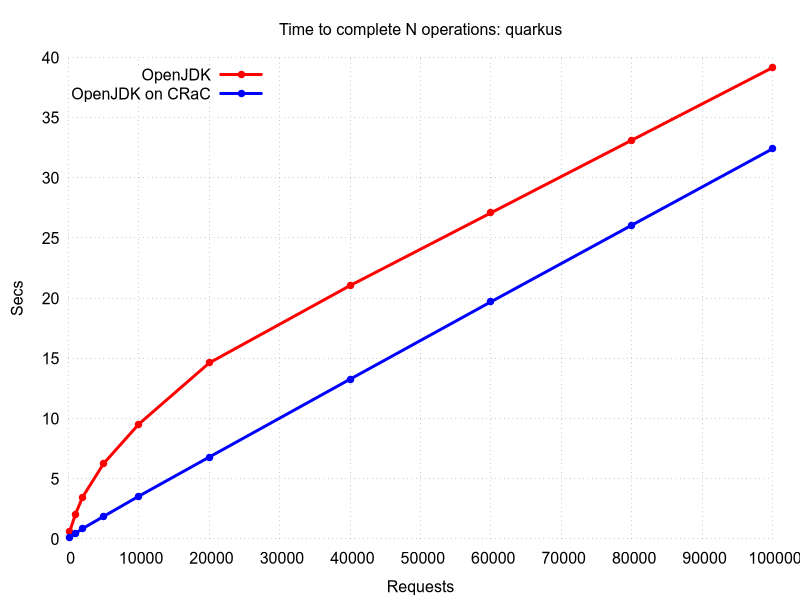 Time to complete N operations: quarkus
OpenJDK
OpenJDK on CRaC
40
35
30
25
20
15
10
5
0
Secs
0 10000 20000 30000 40000 50000 60000 70000 80000 90000 100000
Requests